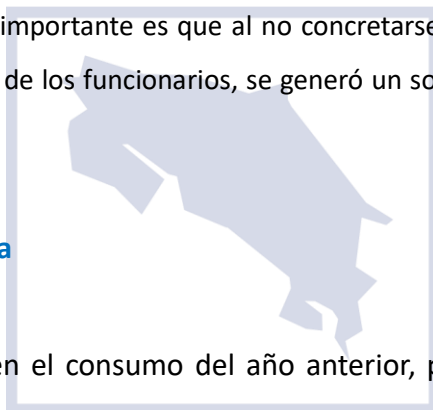 importante es que al no concretarse
de los funcionarios, se generó un so
a
en el consumo del año anterior, p